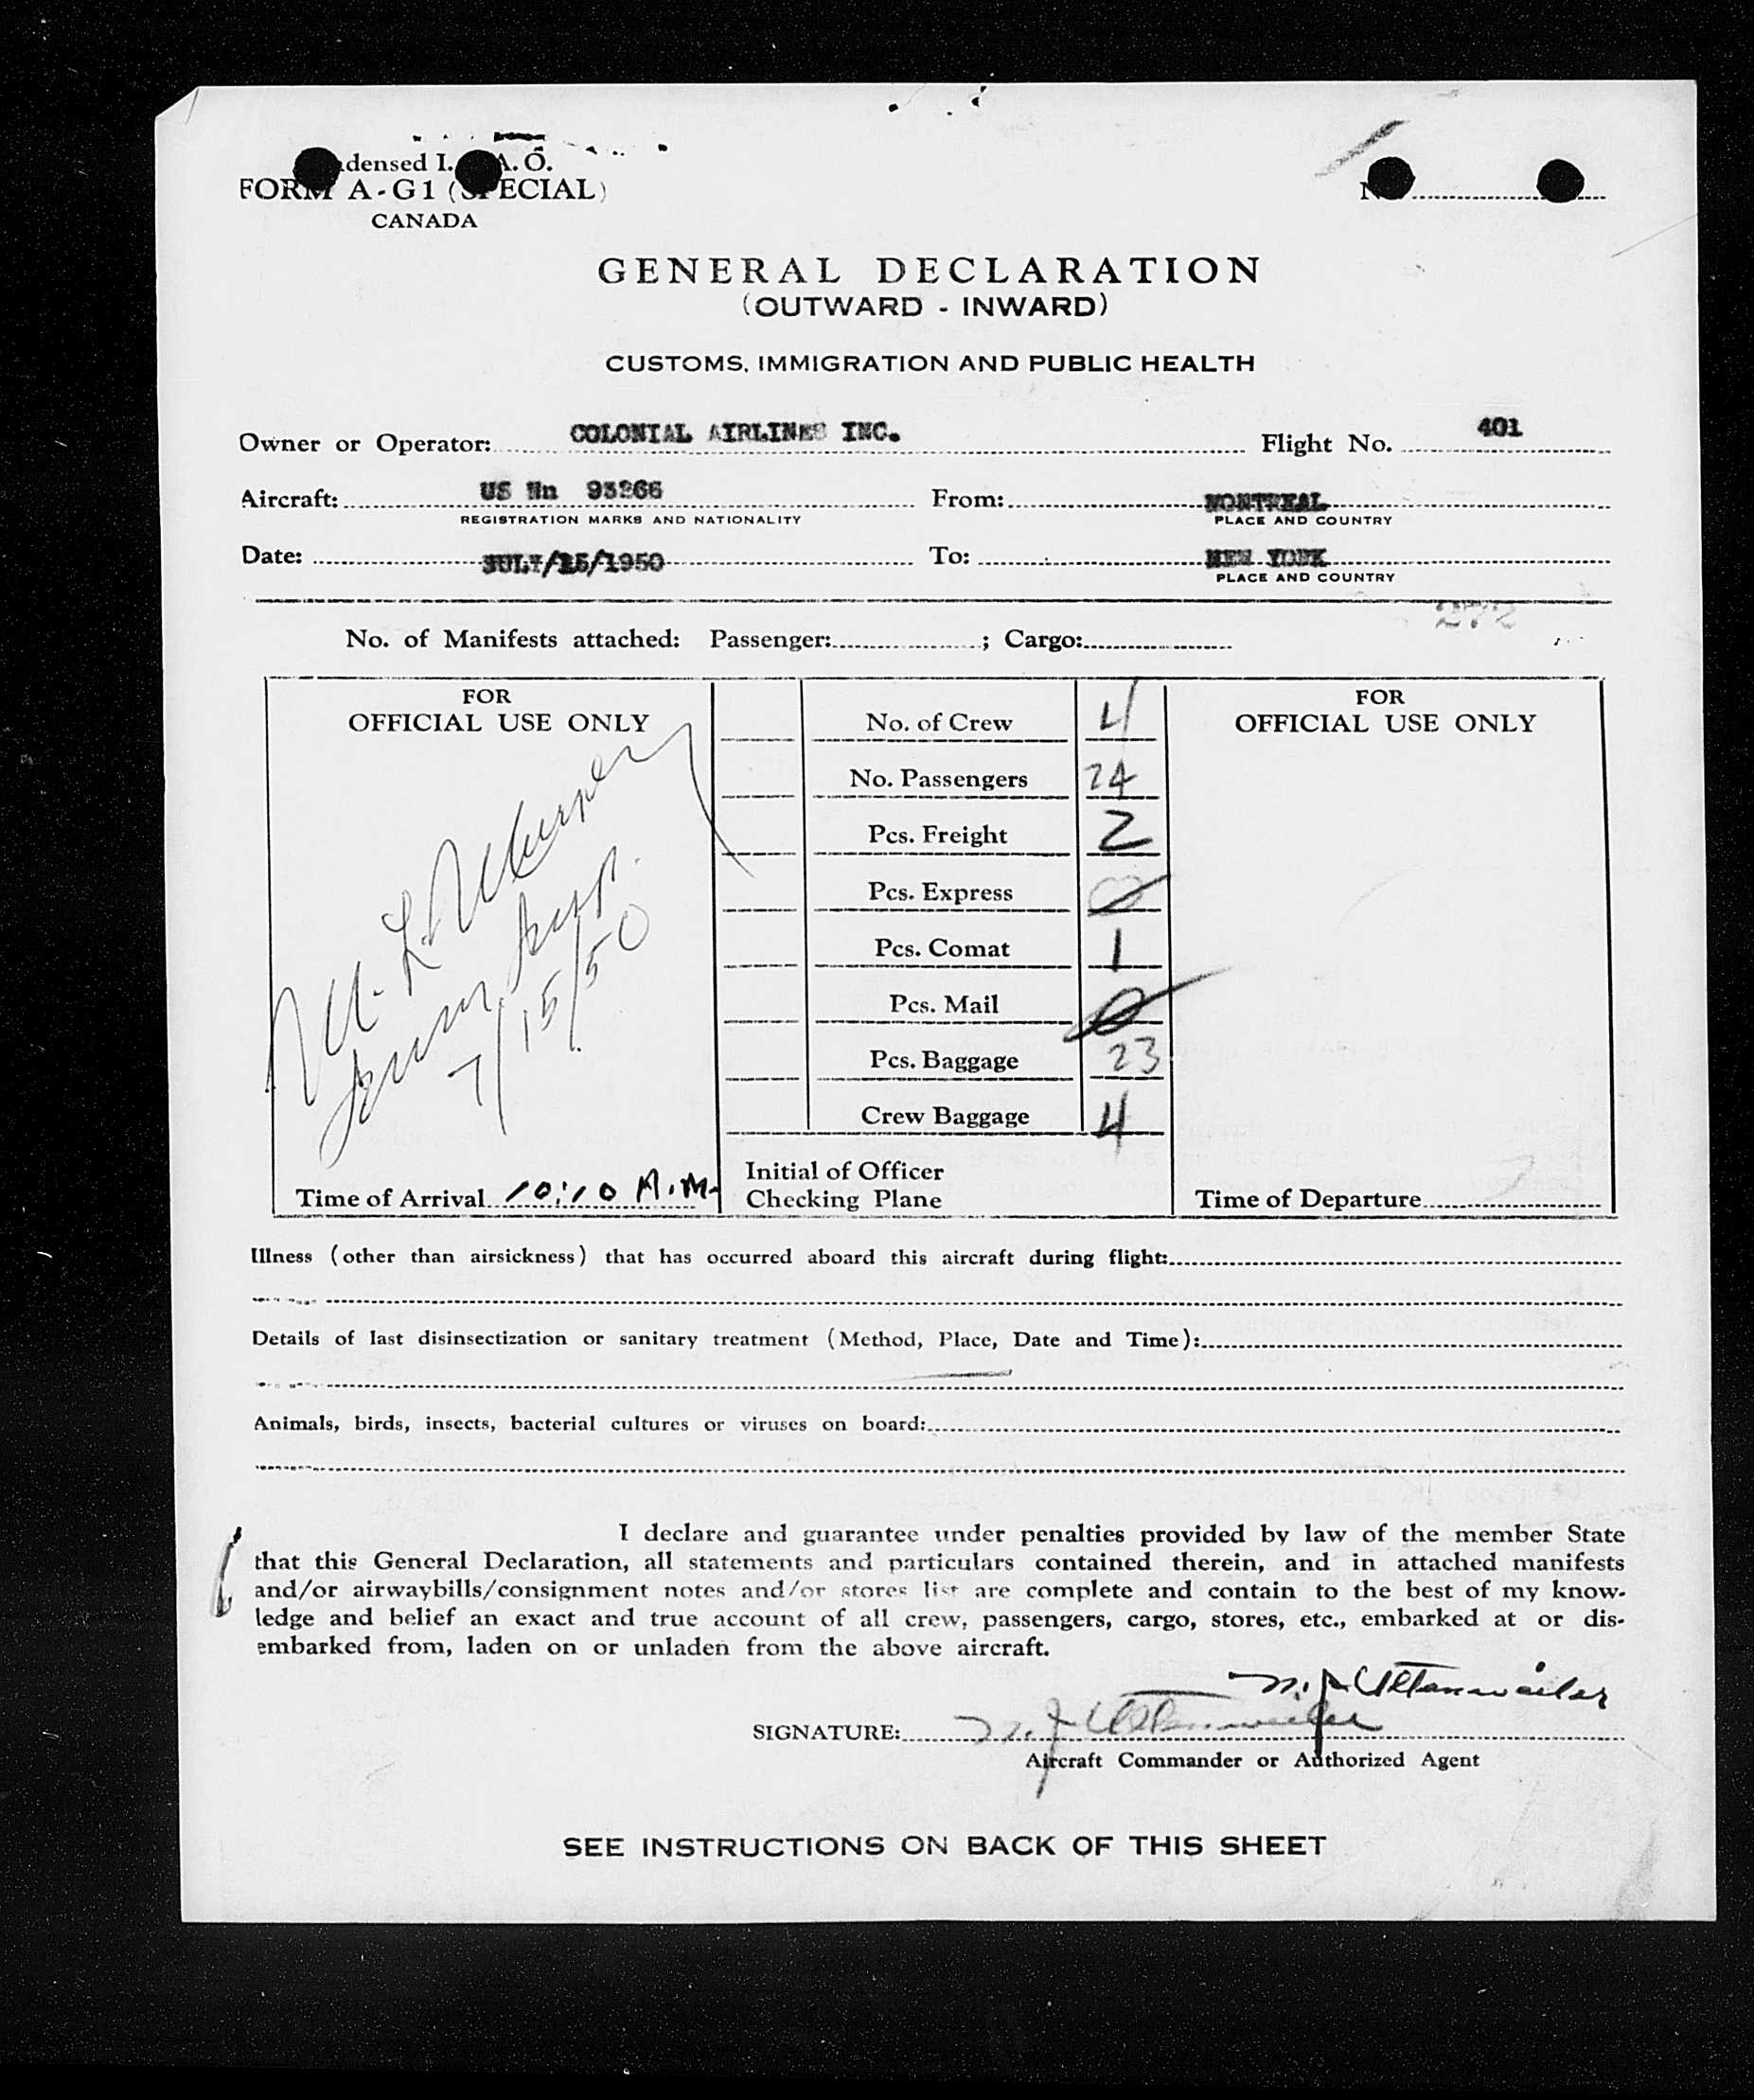 densed I. A. O.
FORM A-G1 (SPECIAL)
CANADA
GENERAL DECLARATION
(OUTWARD - INWARD)
CUSTOMS, IMMIGRATION AND PUBLIC HEALTH
Owner or Operator: COLONIAL AIRLINES INC. Flight No. 401
Aircraft: US Nn 93266 From: MONTREAL
REGISTRATION MARKS AND NATIONALITY PLACE AND COUNTRY
Date: JULY/15/1950 To: NEW YORK
PLACE AND COUNTRY
272
No. of Manifests attached: Passenger: ; Cargo:
FOR
OFFICIAL USE ONLY
M. L.
Imm. Insp.
7/15/50
Time of Arrival 10:10 A.M.
No. of Crew 4
No. Passengers 24
Pcs. Freight 2
Pcs. Express 0
Pcs. Comat 1
Pcs. Mail 0
Pcs. Baggage 23
Crew Baggage 4
Initial of Officer
Checking Plane
FOR
OFFICIAL USE ONLY
Time of Departure
Illness (other than airsickness) that has occurred aboard this aircraft during flight:
Details of last disinsectization or sanitary treatment (Method, Place, Date and Time):
Animals, birds, insects, bacterial cultures or viruses on board:
I declare and guarantee under penalties provided by law of the member State
that this General Declaration, all statements and particulars contained therein, and in attached manifests
and/or airwaybills/consignment notes and/or stores list are complete and contain to the best of my know-
ledge and belief an exact and true account of all crew, passengers, cargo, stores, etc., embarked at or dis-
embarked from, laden on or unladen from the above aircraft.
SIGNATURE:
Aircraft Commander or Authorized Agent
SEE INSTRUCTIONS ON BACK OF THIS SHEET